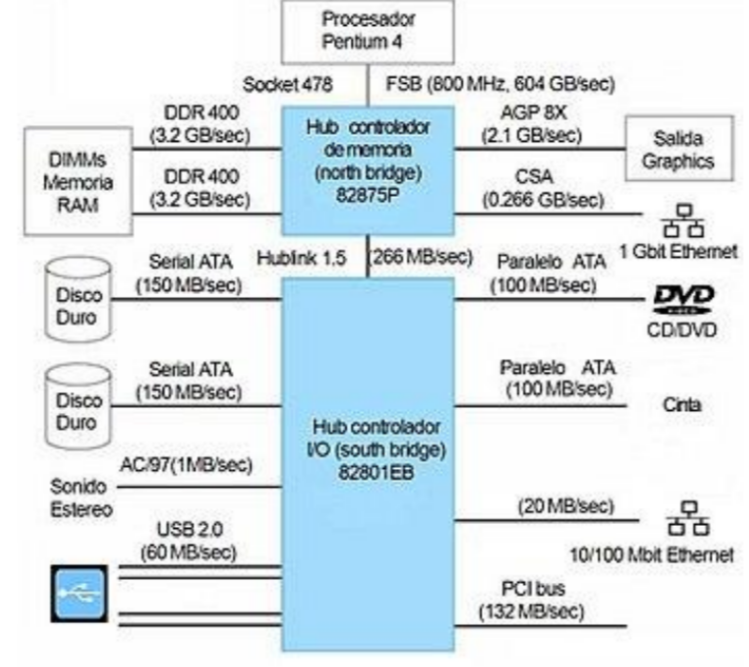 Procesador
Pentium 4
Socket 478
FSB (800 MHz, 604 GB/sec)
DDR 400
(3.2 GB/sec)
Hub controlador
de memoria
(north bridge)
82875P
AGP 8X
(2.1 GB/sec)
DIMMs
Memoria
RAM
Salida
Graphics
DDR 400
(3.2 GB/sec)
CSA
(0.266 GB/sec)
1 Gbit Ethernet
Hublink 1,5
(266 MB/sec)
Serial ATA
(150 MB/sec)
Disco
Duro
Paralelo ATA
(100 MB/sec)
DVD
VIDEO
CD/DVD
Serial ATA
(150 MB/sec)
Disco
Duro
Paralelo ATA
(100 MB/sec)
Cinta
Hub controlador
I/O (south bridge)
82801EB
AC/97(1MB/sec)
Sonido
Estereo
(20 MB/sec)
10/100 Mbit Ethernet
USB 2.0
(60 MB/sec)
PCI bus
(132 MB/sec)